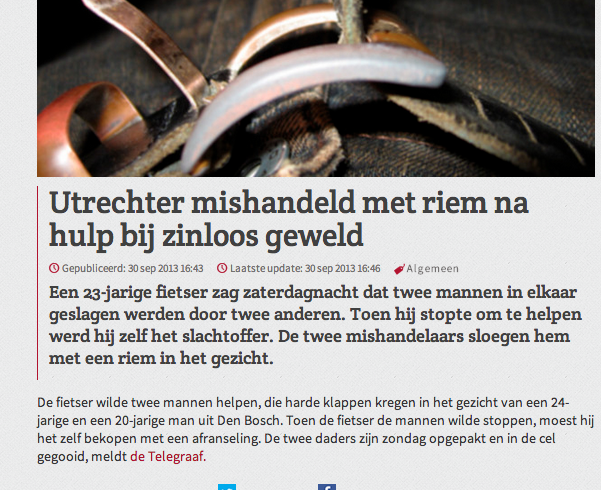 Utrechter mishandeld met riem na
hulp bij zinloos geweld
Gepubliceerd: 30 sep 2013 16:43 Laatste update: 30 sep 2013 16:46 Algemeen
Een 23-jarige fietser zag zaterdagnacht dat twee mannen in elkaar
geslagen werden door twee anderen. Toen hij stopte om te helpen
werd hij zelf het slachtoffer. De twee mishandelaars sloegen hem
met een riem in het gezicht.
De fietser wilde twee mannen helpen, die harde klappen kregen in het gezicht van een 24-
jarige en een 20-jarige man uit Den Bosch. Toen de fietser de mannen wilde stoppen, moest hij
het zelf bekopen met een afranseling. De twee daders zijn zondag opgepakt en in de cel
gegooid, meldt de Telegraaf.